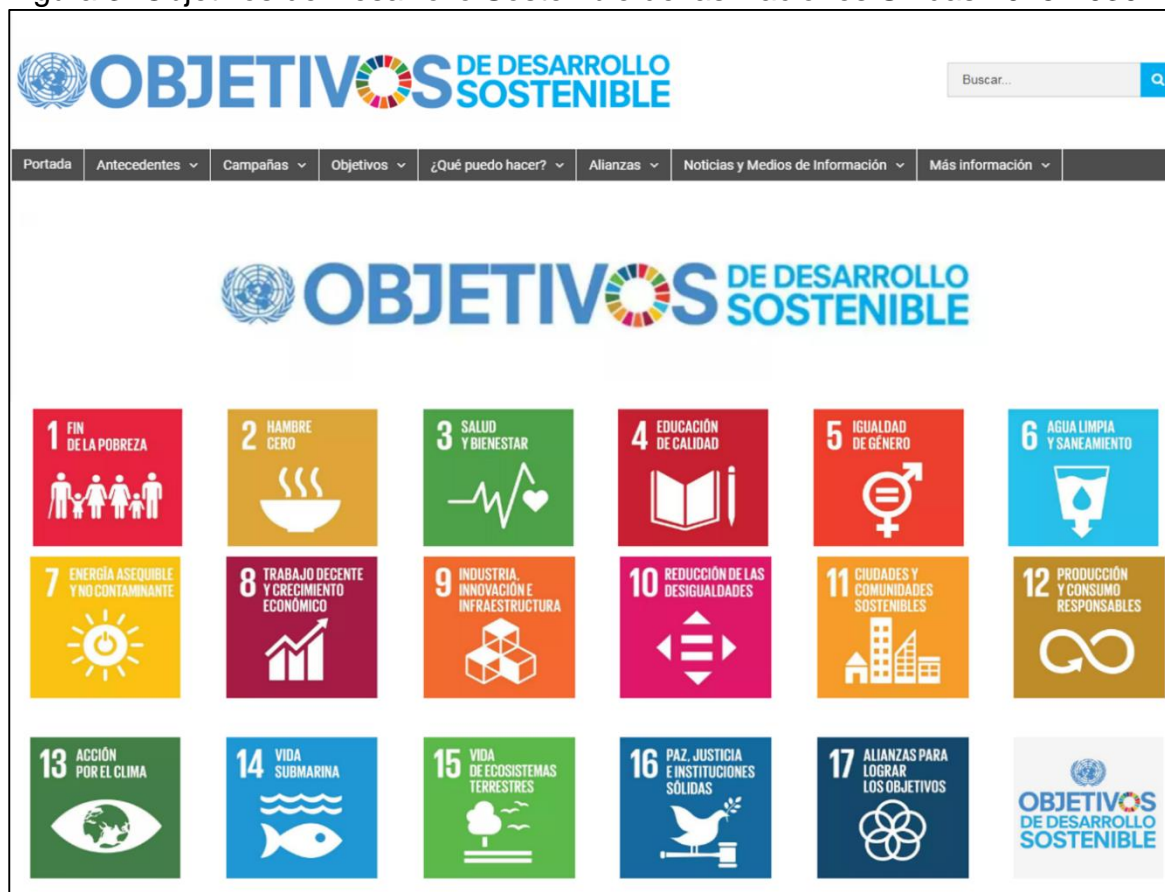 OBJETIVOS DE DESARROLLO
SOSTENIBLE
Buscar...
Portada Antecedentes Campañas Objetivos ¿Qué puedo hacer? Alianzas Noticias y Medios de Información Más información
OBJETIVOS DE DESARROLLO
SOSTENIBLE
1 FIN
DE LA POBREZA
2 HAMBRE
CERO
3 SALUD
Y BIENESTAR
4 EDUCACIÓN
DE CALIDAD
5 IGUALDAD
DE GÉNERO
6 AGUA LIMPIA
Y SANEAMIENTO
7 ENERGÍA ASEQUIBLE
Y NO CONTAMINANTE
8 TRABAJO DECENTE
Y CRECIMIENTO
ECONÓMICO
9 INDUSTRIA,
INNOVACIÓN E
INFRAESTRUCTURA
10 REDUCCIÓN DE LAS
DESIGUALDADES
11 CIUDADES Y
COMUNIDADES
SOSTENIBLES
12 PRODUCCIÓN
Y CONSUMO
RESPONSABLES
13 ACCIÓN
POR EL CLIMA
14 VIDA
SUBMARINA
15 VIDA
DE ECOSISTEMAS
TERRESTRES
16 PAZ, JUSTICIA
E INSTITUCIONES
SÓLIDAS
17 ALIANZAS PARA
LOGRAR
LOS OBJETIVOS
OBJETIVOS
DE DESARROLLO
SOSTENIBLE